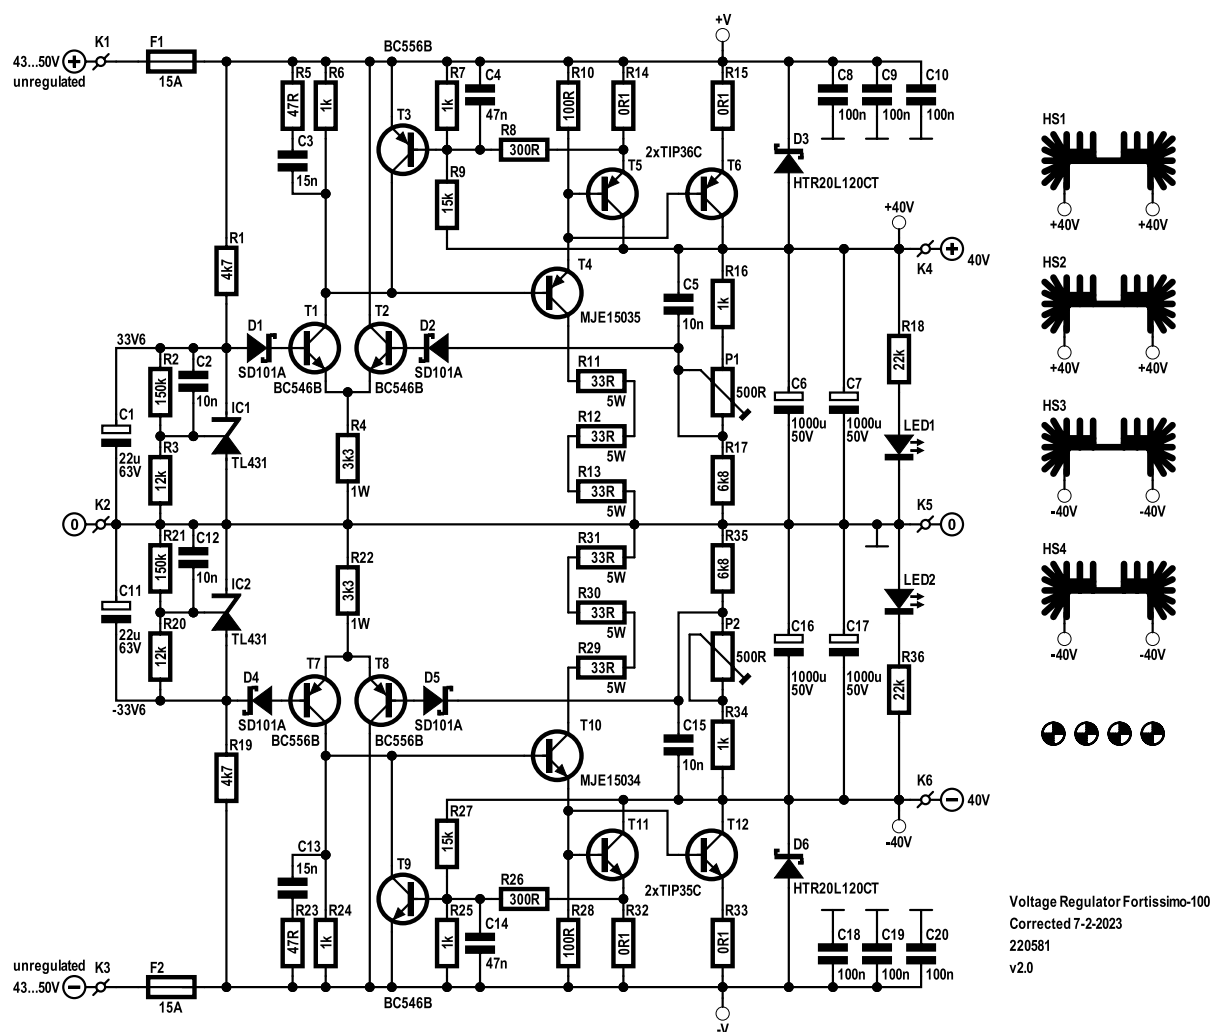 +V
43...50V
unregulated
K1
F1
15A
BC556B
R5
47R
R6
1k
R7
1k
C4
47n
R10
100R
R14
0R1
R15
0R1
C8
100n
C9
100n
C10
100n
T3
C3
15n
R8
300R
R9
15k
2xTIP36C
T5
T6
D3
HTR20L120CT
HS1
+40V
+40V
R1
4k7
+40V
K4
40V
T4
MJE15035
C5
10n
R16
1k
HS2
+40V
+40V
33V6
D1
SD101A
T1
BC546B
T2
BC546B
D2
SD101A
R18
22k
R2
150k
C2
10n
IC1
TL431
R11
33R
5W
P1
500R
C6
1000u
50V
C7
1000u
50V
C1
22u
63V
R3
12k
R4
3k3
1W
R12
33R
5W
R17
6k8
LED1
HS3
-40V
-40V
R13
33R
5W
0
K2
K5
0
R21
150k
C12
10n
R22
3k3
1W
R31
33R
5W
R35
6k8
HS4
-40V
-40V
C11
22u
63V
IC2
TL431
R20
12k
R30
33R
5W
P2
500R
C16
1000u
50V
C17
1000u
50V
LED2
R36
22k
-33V6
D4
SD101A
T7
BC556B
T8
BC556B
D5
SD101A
R29
33R
5W
R34
1k
C15
10n
R19
4k7
T10
MJE15034
K6
40V
-40V
R27
15k
T11
T12
D6
HTR20L120CT
2xTIP35C
C13
15n
T9
R26
300R
R23
47R
R24
1k
R25
1k
C14
47n
R28
100R
R32
0R1
R33
0R1
C18
100n
C19
100n
C20
100n
unregulated
43...50V
K3
F2
15A
BC546B
-V
Voltage Regulator Fortissimo-100
Corrected 7-2-2023
220581
v2.0